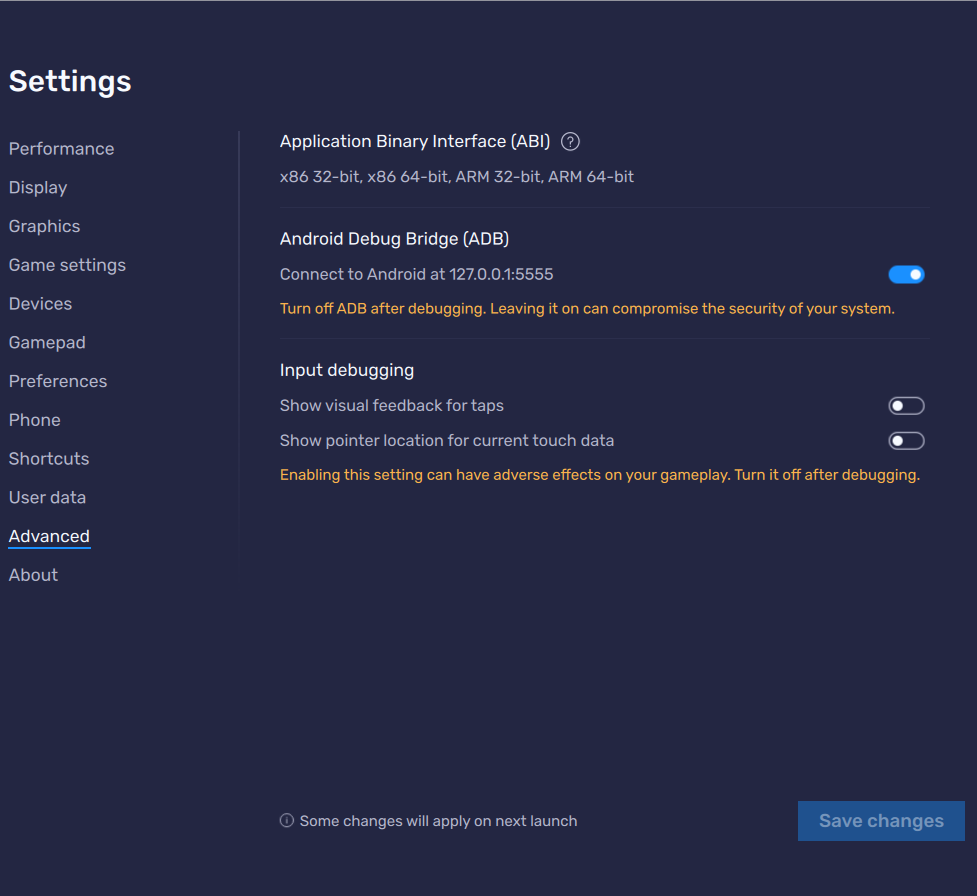 Settings
Performance
Display
Graphics
Game settings
Devices
Gamepad
Preferences
Phone
Shortcuts
User data
Advanced
About
Application Binary Interface (ABI) ?
x86 32-bit, x86 64-bit, ARM 32-bit, ARM 64-bit
Android Debug Bridge (ADB)
Connect to Android at 127.0.0.1:5555
Turn off ADB after debugging. Leaving it on can compromise the security of your system.
Input debugging
Show visual feedback for taps
Show pointer location for current touch data
Enabling this setting can have adverse effects on your gameplay. Turn it off after debugging.
Some changes will apply on next launch
Save changes